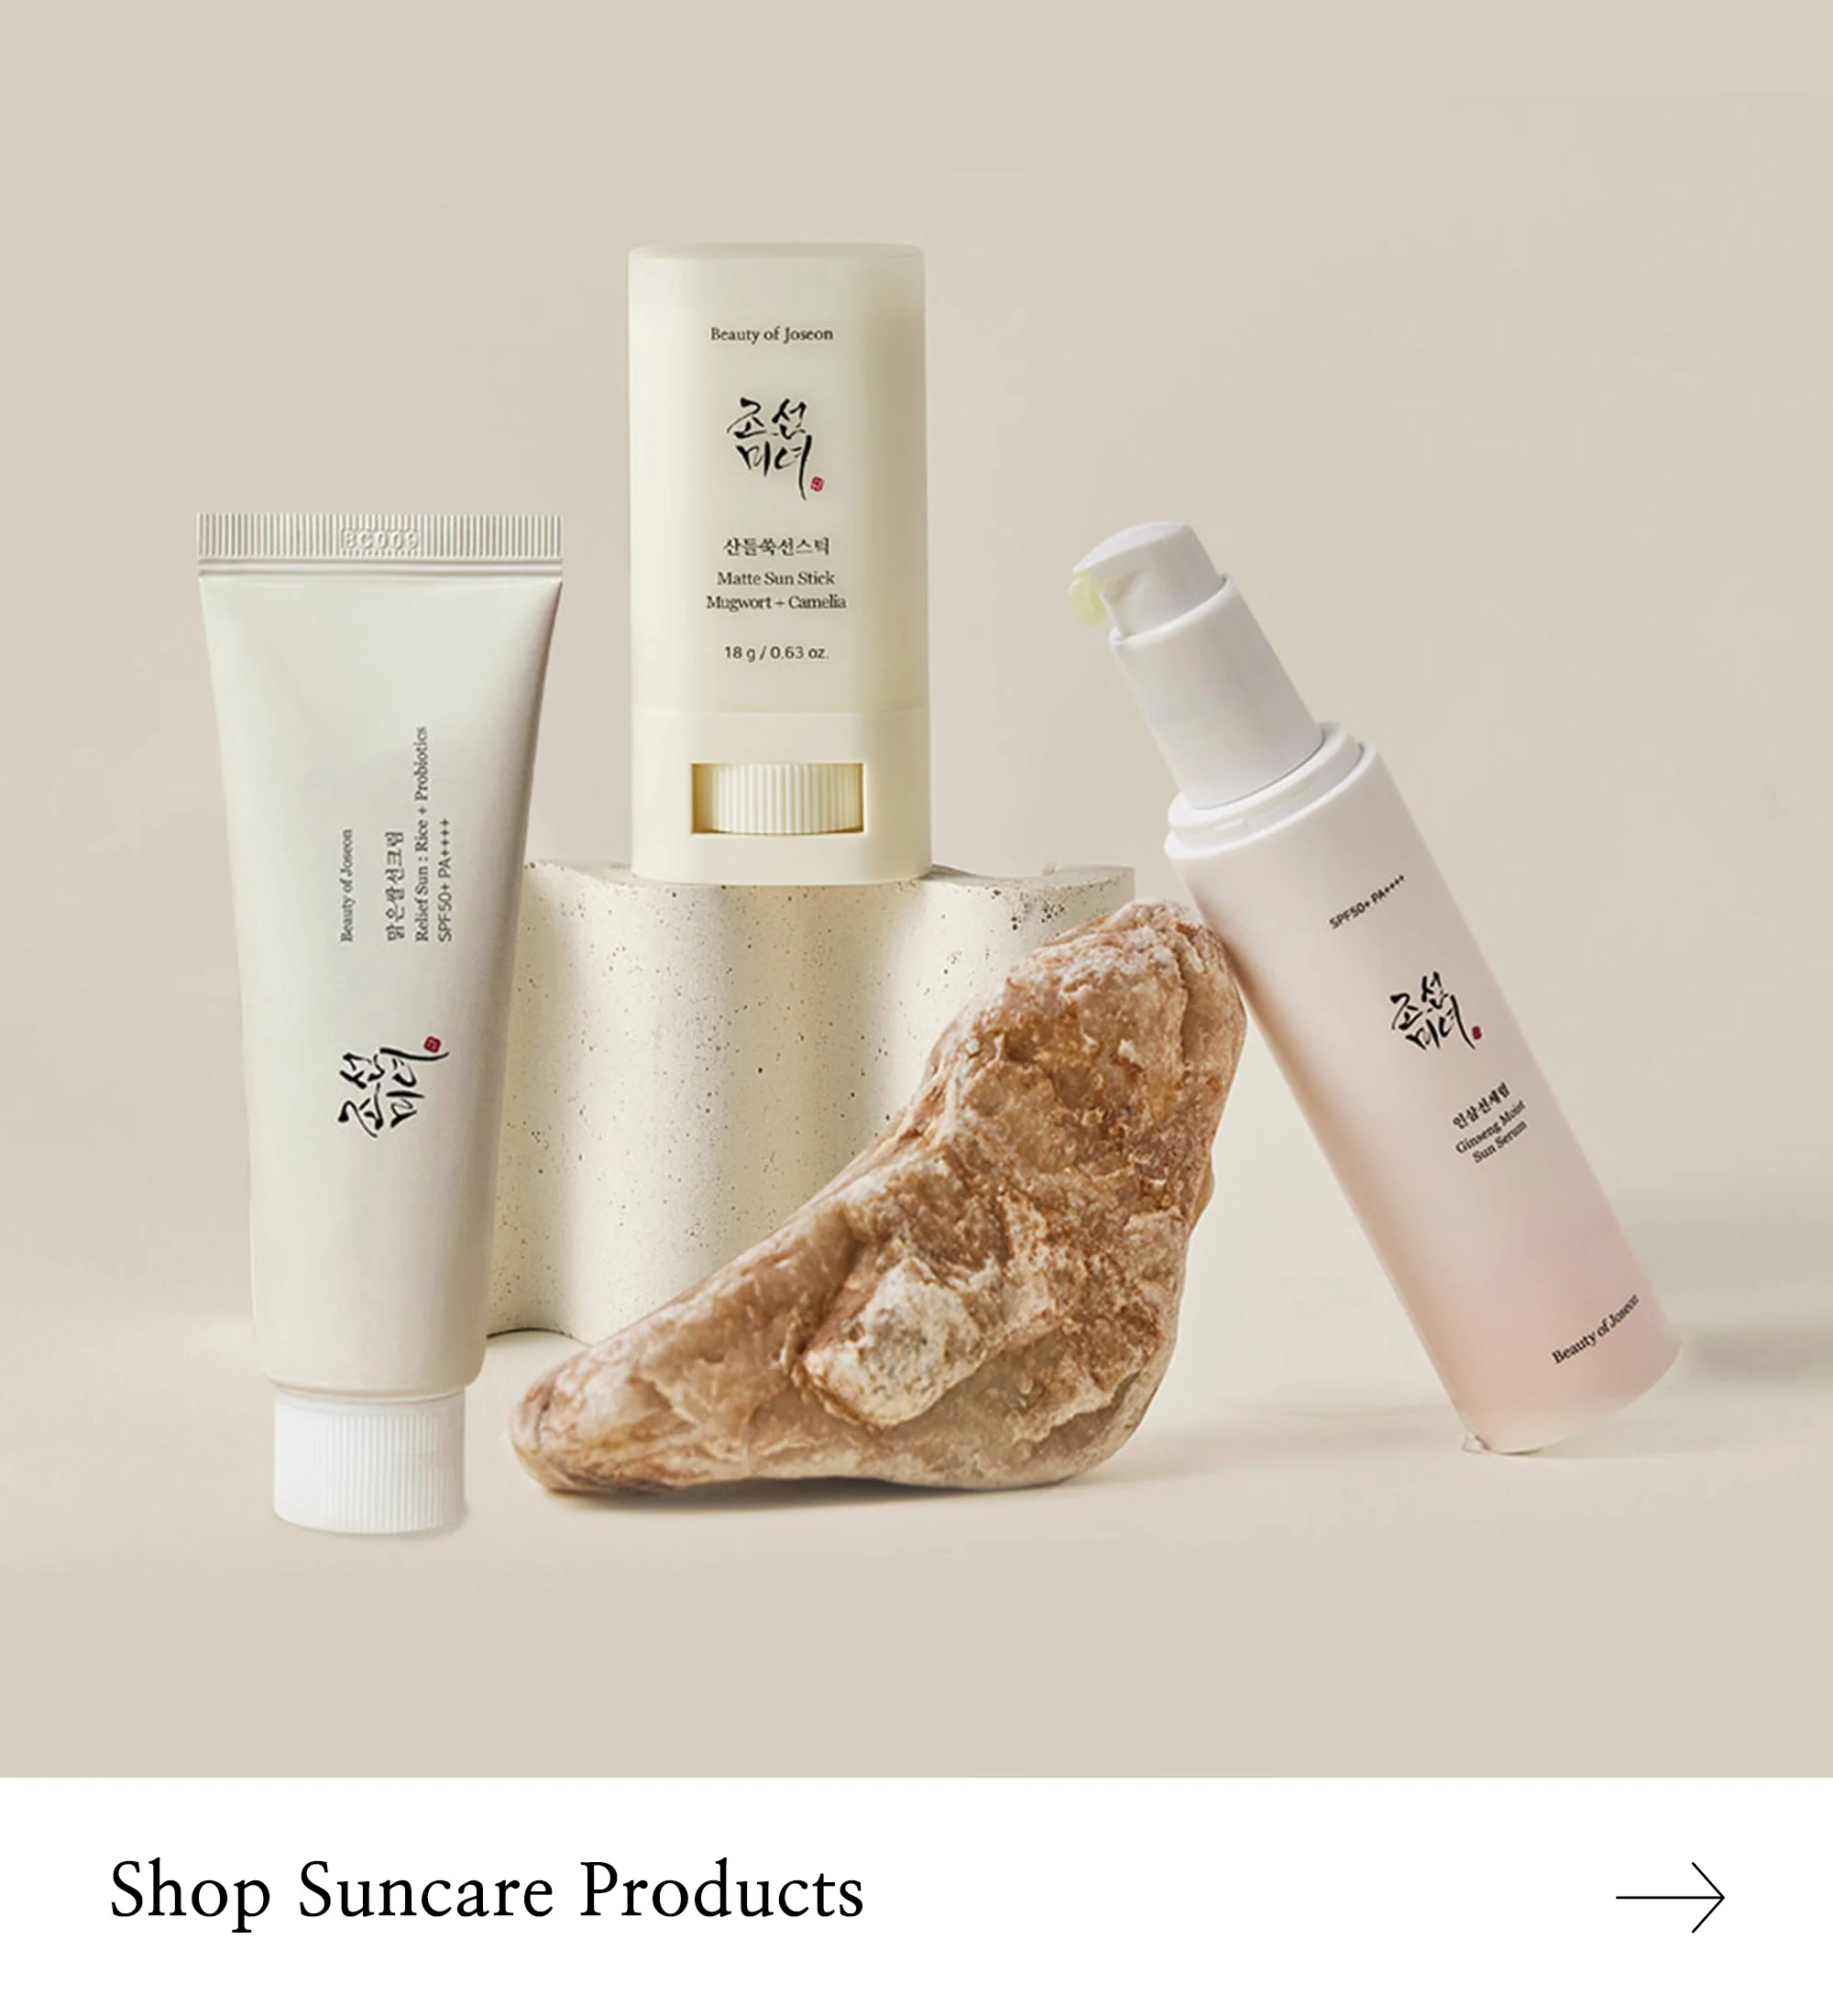 Beauty of Joseon
조선
미녀
산들쑥선스틱
Matte Sun Stick
Mugwort + Camelia
18 g / 0.63 oz.
BC009
Beauty of Joseon
맑은쌀선크림
Relief Sun : Rice + Probiotics
SPF50+ PA++++
조선
미녀
SPF50+ PA++++
조선
미녀
인삼선세럼
Ginseng Moist
Sun Serum
Beauty of Joseon
Shop Suncare Products